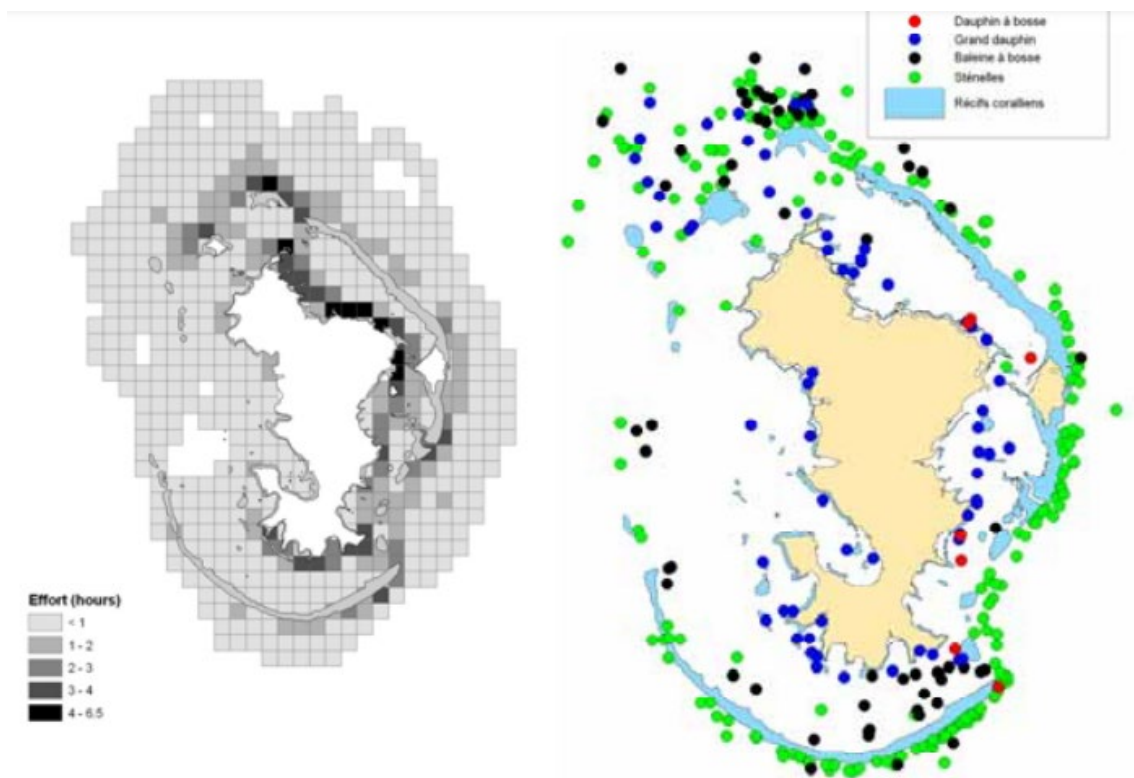 Effort (hours)
< 1
1 - 2
2 - 3
3 - 4
4 - 6.5
Dauphin à bosse
Grand dauphin
Baleine à bosse
Sténelles
Récifs coralliens